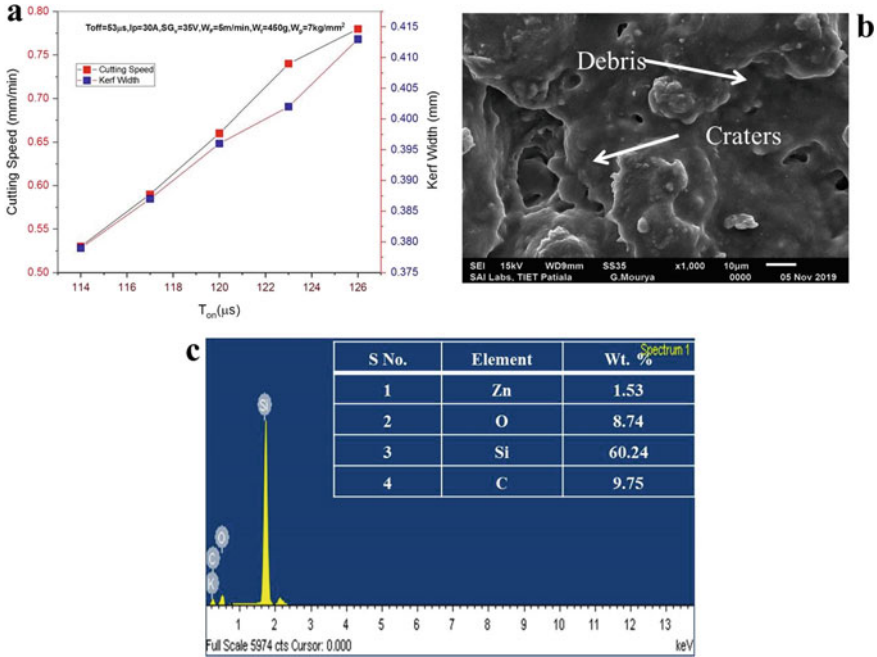 a
Toff=53μs,Ip=30A,SGv=35V,WF=5m/min,WT=450g,Wp=7kg/mm²
Cutting Speed
Kerf Width
Cutting Speed (mm/min)
0.80
0.75
0.70
0.65
0.60
0.55
0.50
Kerf Width (mm)
0.415
0.410
0.405
0.400
0.395
0.390
0.385
0.380
0.375
114 116 118 120 122 124 126
Ton(μs)
b
Debris
Craters
SEI 15kV WD9mm SS35 x1,000 10μm
SAI Labs, TIET Patiala G.Mourya 0000 05 Nov 2019
c
Spectrum 1
S No. Element Wt. %
1 Zn 1.53
2 O 8.74
3 Si 60.24
4 C 9.75
Si
O
C
K
1 2 3 4 5 6 7 8 9 10 11 12 13
Full Scale 5974 cts Cursor: 0.000 keV